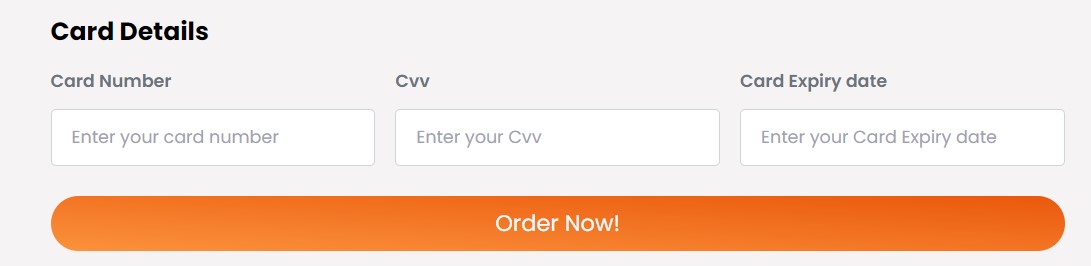 Card Details
Card Number Cvv Card Expiry date
Enter your card number Enter your Cvv Enter your Card Expiry date
Order Now!